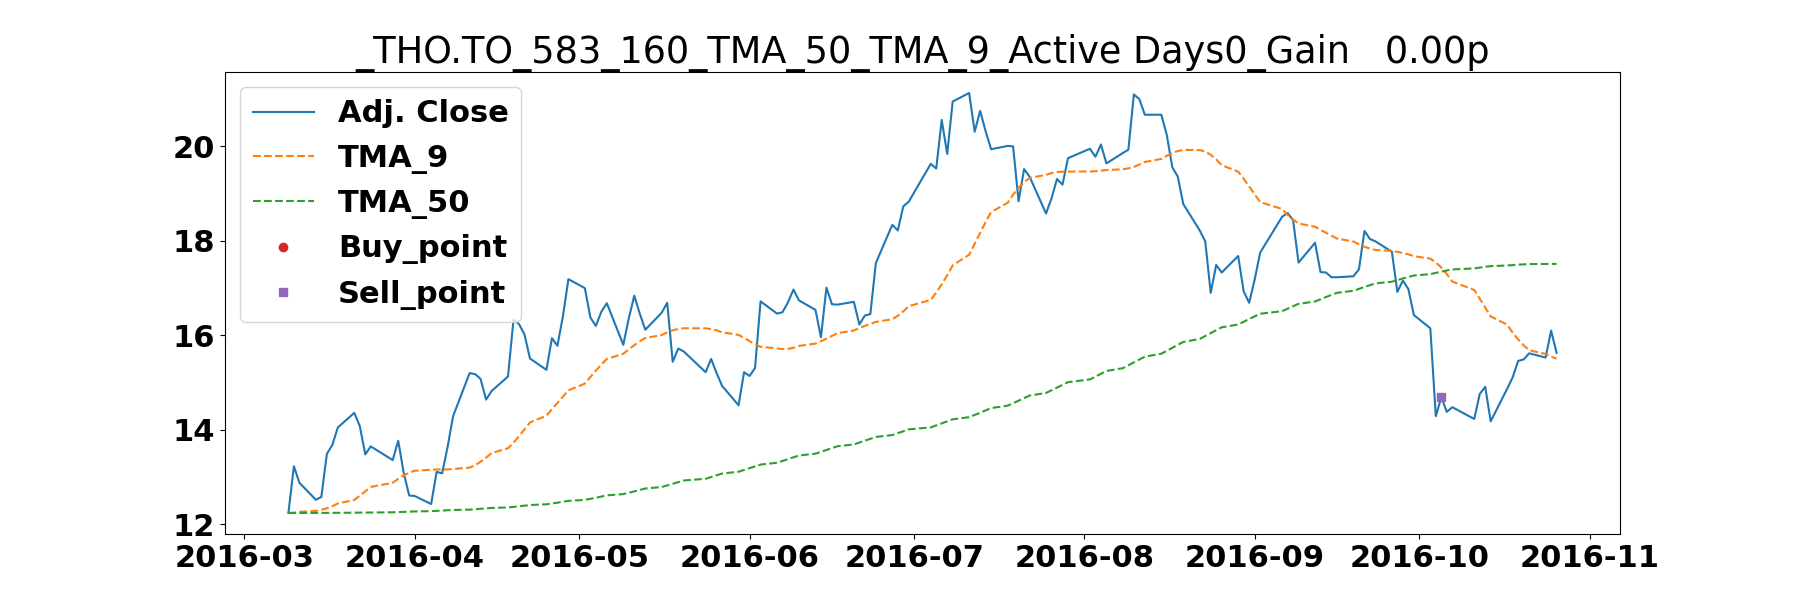 _THO.TO_583_160_TMA_50_TMA_9_Active Days0_Gain   0.00p
Adj. Close
TMA_9
TMA_50
Buy_point
Sell_point
20
18
16
14
12
2016-03 2016-04 2016-05 2016-06 2016-07 2016-08 2016-09 2016-10 2016-11